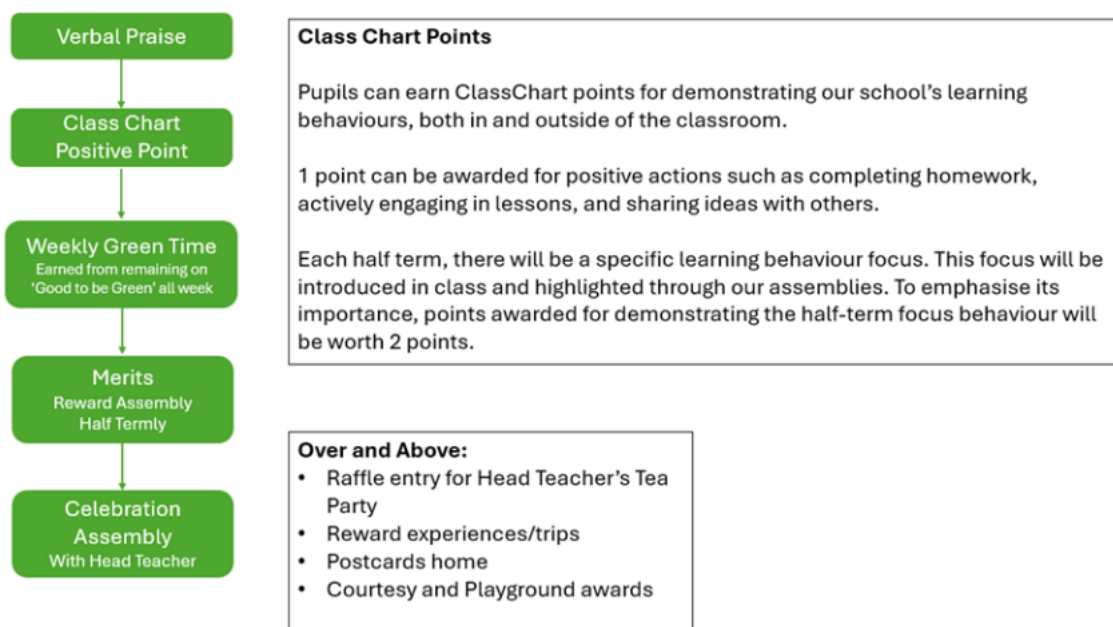 Verbal Praise
Class Chart
Positive Point
Weekly Green Time
Earned from remaining on
‘Good to be Green’ all week
Merits
Reward Assembly
Half Termly
Celebration
Assembly
With Head Teacher
Class Chart Points
Pupils can earn ClassChart points for demonstrating our school’s learning
behaviours, both in and outside of the classroom.
1 point can be awarded for positive actions such as completing homework,
actively engaging in lessons, and sharing ideas with others.
Each half term, there will be a specific learning behaviour focus. This focus will be
introduced in class and highlighted through our assemblies. To emphasise its
importance, points awarded for demonstrating the half-term focus behaviour will
be worth 2 points.
Over and Above:
• Raffle entry for Head Teacher’s Tea
Party
• Reward experiences/trips
• Postcards home
• Courtesy and Playground awards